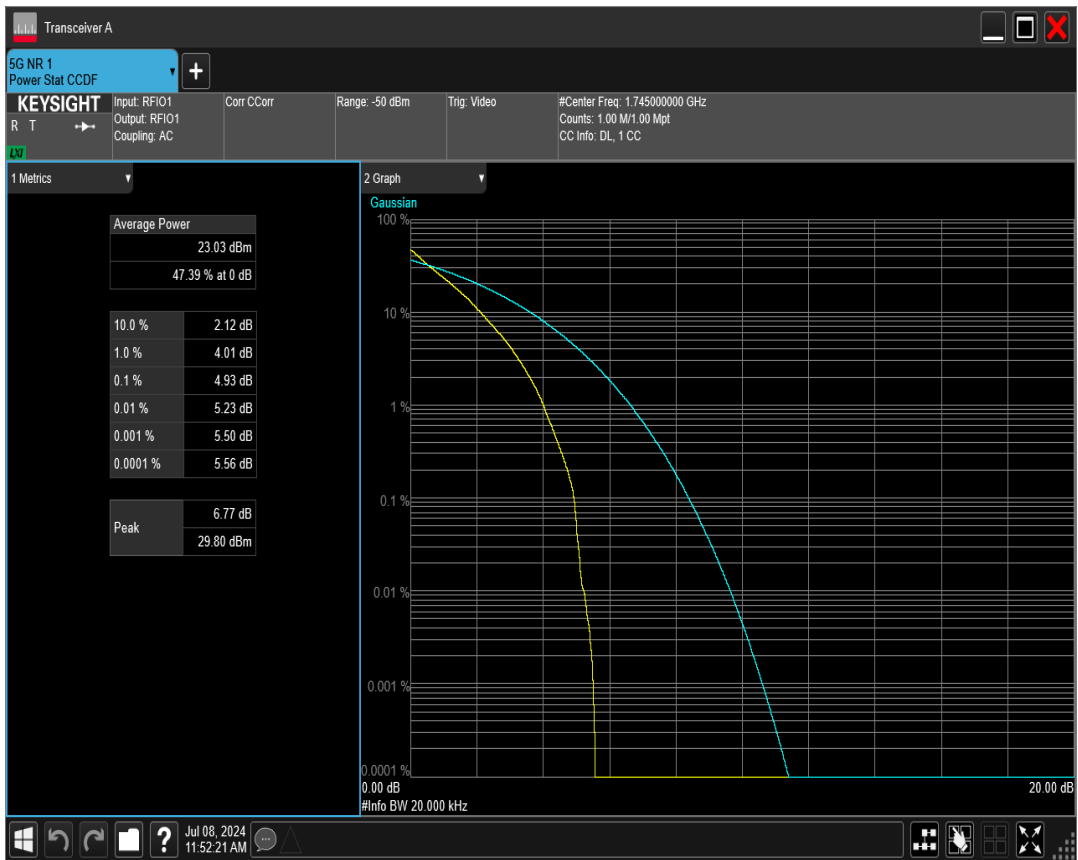 Transceiver A
5G NR 1
Power Stat CCDF
+
KEYSIGHT
R T
LXI
Input: RFIO1
Output: RFIO1
Coupling: AC
Corr CCorr
Range: -50 dBm
Trig: Video
#Center Freq: 1.745000000 GHz
Counts: 1.00 M/1.00 Mpt
CC Info: DL, 1 CC
1 Metrics
Average Power
23.03 dBm
47.39 % at 0 dB
10.0 % 2.12 dB
1.0 % 4.01 dB
0.1 % 4.93 dB
0.01 % 5.23 dB
0.001 % 5.50 dB
0.0001 % 5.56 dB
Peak
6.77 dB
29.80 dBm
2 Graph
Gaussian
100 %
10 %
1 %
0.1 %
0.01 %
0.001 %
0.0001 %
0.00 dB 20.00 dB
#Info BW 20.000 kHz
?
Jul 08, 2024
11:52:21 AM